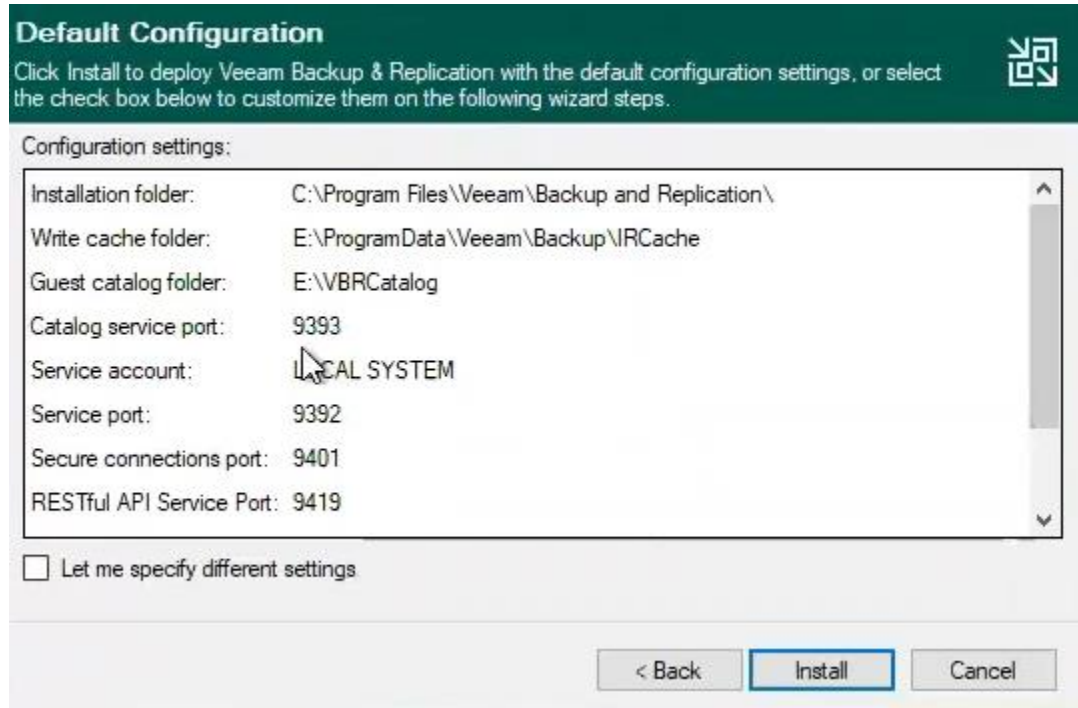 Default Configuration
Click Install to deploy Veeam Backup & Replication with the default configuration settings, or select
the check box below to customize them on the following wizard steps.
Configuration settings:
Installation folder: C:\Program Files\Veeam\Backup and Replication\
Write cache folder: E:\ProgramData\Veeam\Backup\IRCache
Guest catalog folder: E:\VBRCatalog
Catalog service port: 9393
Service account: LOCAL SYSTEM
Service port: 9392
Secure connections port: 9401
RESTful API Service Port: 9419
Let me specify different settings
< Back Install Cancel